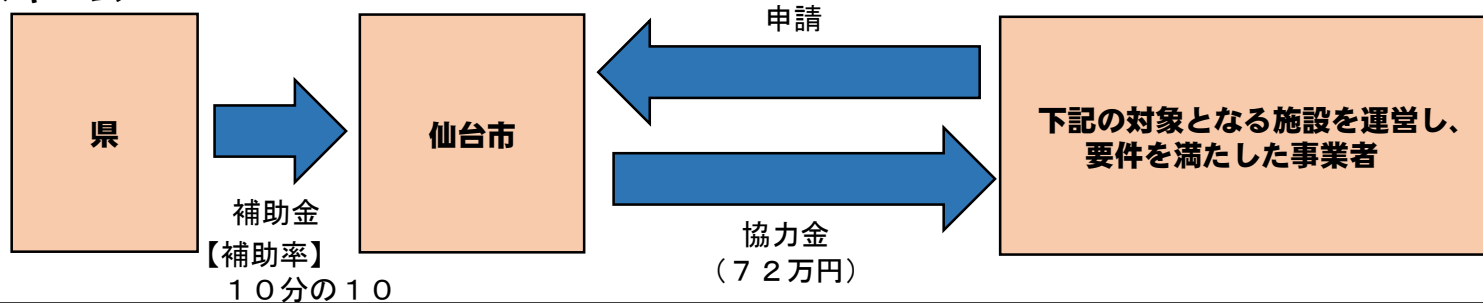 申請
県
仙台市
下記の対象となる施設を運営し、
要件を満たした事業者
補助金
【補助率】
１０分の１０
協力金
（７２万円）